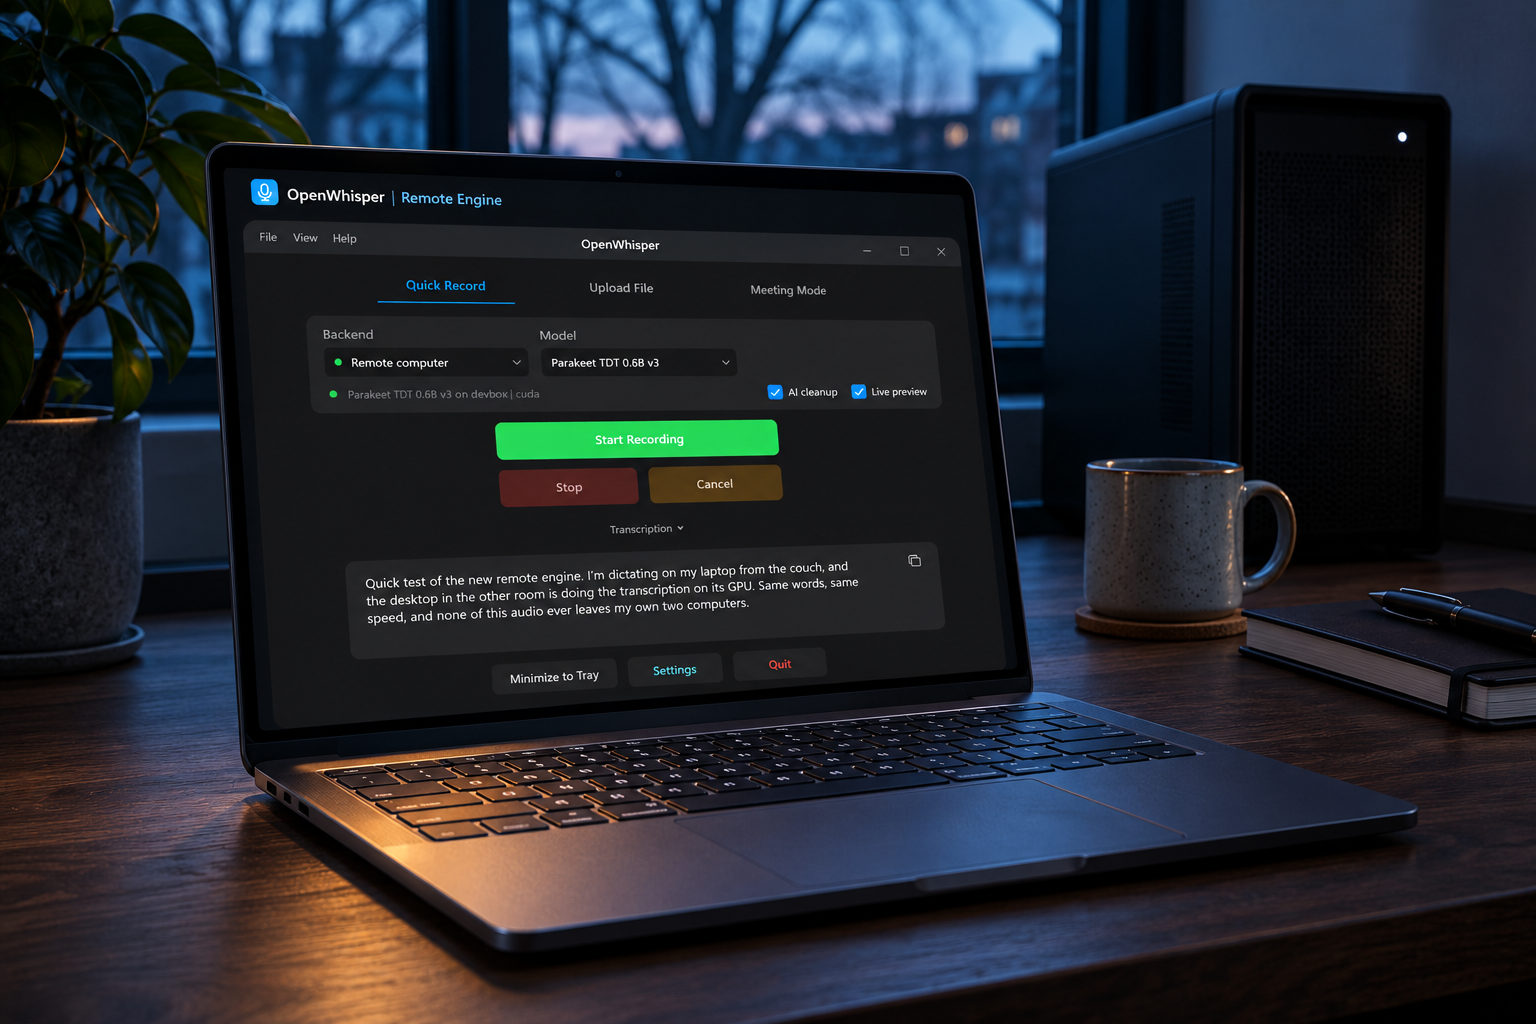 OpenWhisper | Remote Engine
File View Help
OpenWhisper
Quick Record Upload File Meeting Mode
Backend Model
Remote computer Parakeet TDT 0.6B v3
Parakeet TDT 0.6B v3 on devbox | cuda
AI cleanup Live preview
Start Recording
Stop Cancel
Transcription
Quick test of the new remote engine. I'm dictating on my laptop from the couch, and
the desktop in the other room is doing the transcription on its GPU. Same words, same
speed, and none of this audio ever leaves my own two computers.
Minimize to Tray Settings Quit